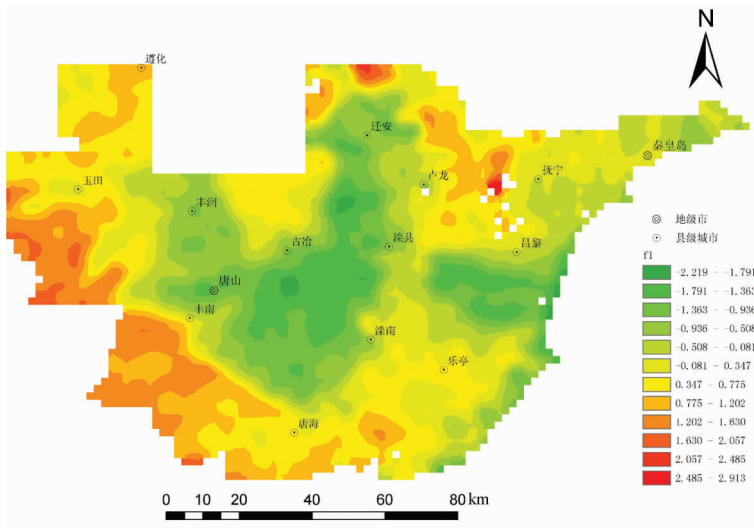 N
遵化
迁安
秦皇岛
玉田
卢龙
抚宁
丰润
古冶
滦县
昌黎
唐山
丰南
滦南
乐亭
唐海
地级市
县级城市
f1
-2.219 - -1.791
-1.791 - -1.363
-1.363 - -0.936
-0.936 - -0.508
-0.508 - -0.081
-0.081 - 0.347
0.347 - 0.775
0.775 - 1.202
1.202 - 1.630
1.630 - 2.057
2.057 - 2.485
2.485 - 2.913
0 10 20 40 60 80 km